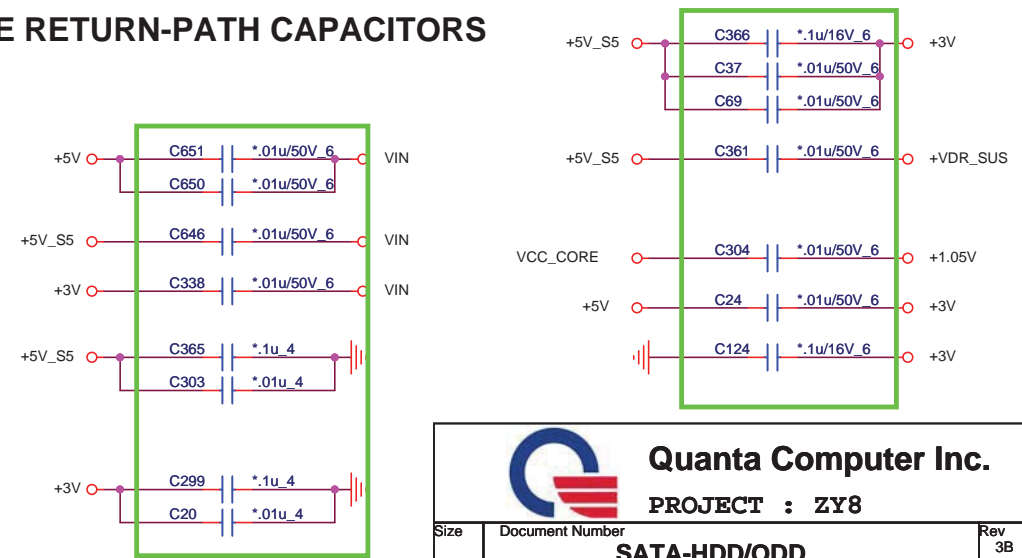 E RETURN-PATH CAPACITORS
+5V C651 *.01u/50V_6 VIN
C650 *.01u/50V_6
+5V_S5 C646 *.01u/50V_6 VIN
+3V C338 *.01u/50V_6 VIN
+5V_S5 C365 *.1u_4
C303 *.01u_4
+3V C299 *.1u_4
C20 *.01u_4
+5V_S5 C366 *.1u/16V_6 +3V
C37 *.01u/50V_6
C69 *.01u/50V_6
+5V_S5 C361 *.01u/50V_6 +VDR_SUS
VCC_CORE C304 *.01u/50V_6 +1.05V
+5V C24 *.01u/50V_6 +3V
C124 *.1u/16V_6 +3V
Quanta Computer Inc.
PROJECT : ZY8
Size Document Number Rev
SATA-HDD/ODD 3B